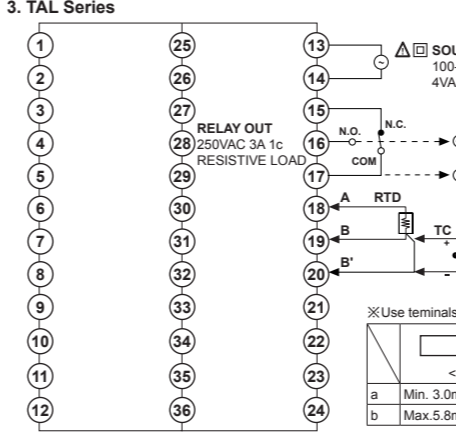 3. TAL Series
1 25 13
SOU
100-
2 26 14
4VA
3 27 15
RELAY OUT
N.O. N.C.
4 28 250VAC 3A 1c 16
RESISTIVE LOAD
COM
5 29 17
6 30 18 A RTD
7 31 19 B TC
+
8 32 20 B' -
9 33 21
※Use teminals
10 34 22
<
11 35 23
a Min. 3.0m
12 36 24
b Max.5.8m